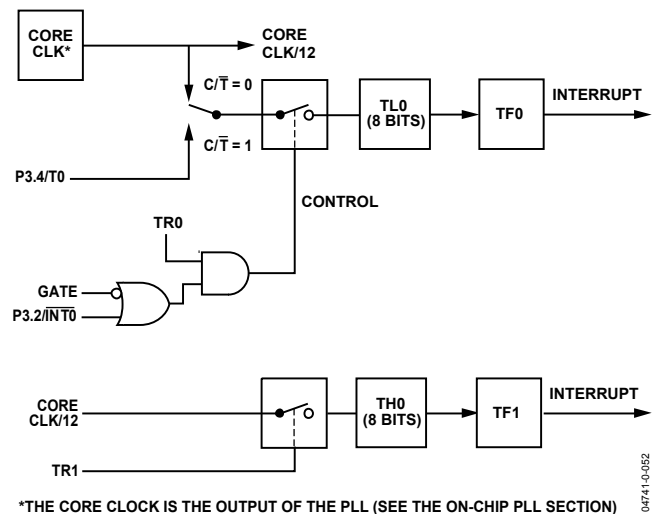 CORE
CLK*
CORE
CLK/12
C/T̅ = 0
C/T̅ = 1
P3.4/T0
TL0
(8 BITS)
TF0
INTERRUPT
CONTROL
TR0
GATE
P3.2/I̅N̅T̅0̅
CORE
CLK/12
TR1
TH0
(8 BITS)
TF1
INTERRUPT
04741-0-052
*THE CORE CLOCK IS THE OUTPUT OF THE PLL (SEE THE ON-CHIP PLL SECTION)